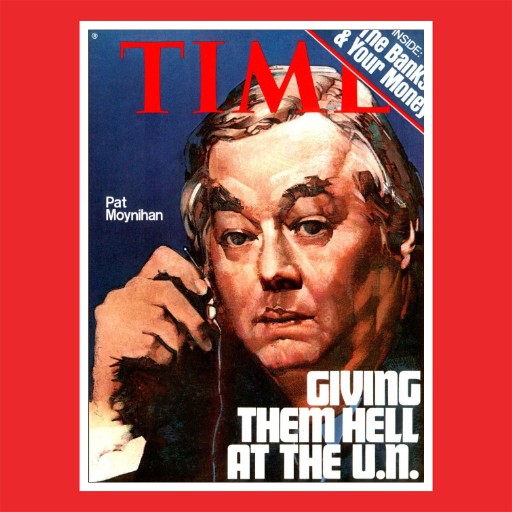 TIME
INSIDE:
The Banks
& Your Money
Pat
Moynihan
GIVING
THEM HELL
AT THE U.N.